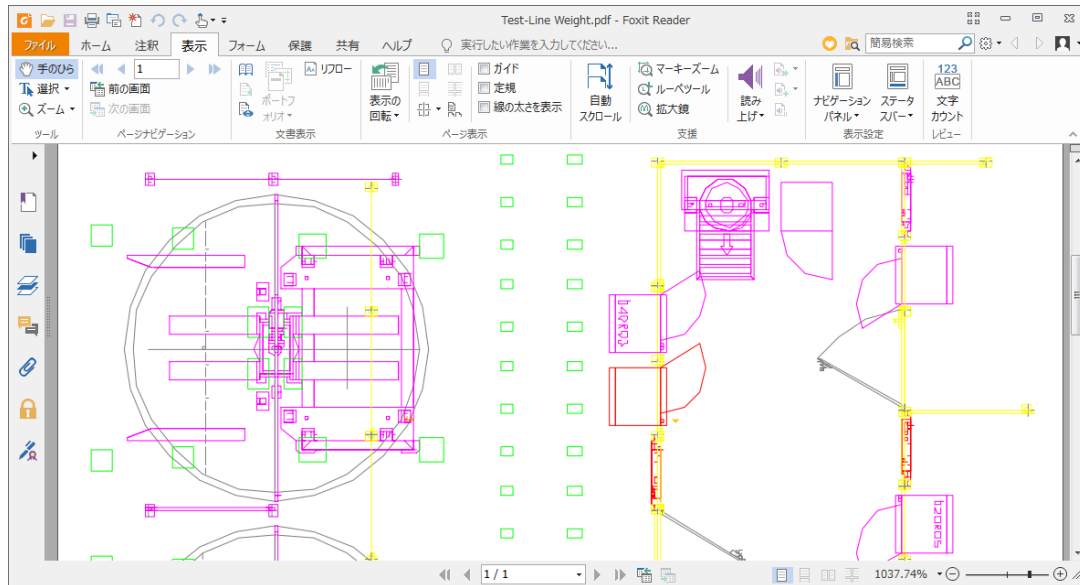 Test-Line Weight.pdf - Foxit Reader
ファイル ホーム 注釈 表示 フォーム 保護 共有 ヘルプ 実行したい作業を入力してください... 簡易検索
手のひら
選択
ズーム
ツール
1
前の画面
次の画面
ページナビゲーション
ポートフォリオ
リフロー
文書表示
表示の回転
ガイド
定規
線の太さを表示
ページ表示
自動スクロール
マーキーズーム
ルーペツール
拡大鏡
読み上げ
支援
ナビゲーションパネル
ステータスバー
表示設定
123
ABC
文字カウント
レビュー
b40R02
b20R05
1 / 1
1037.74%